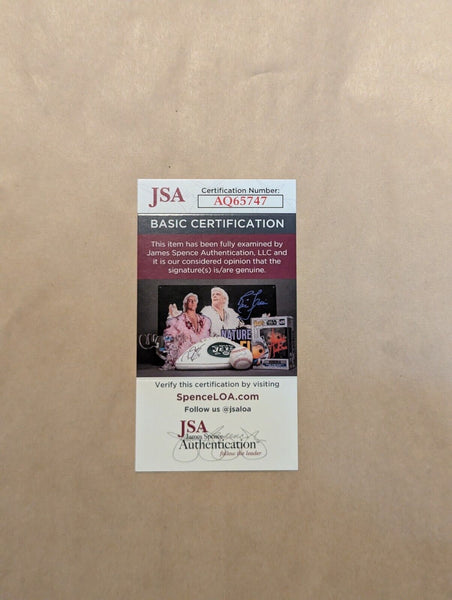 JSA
Certification Number:
AQ65747
BASIC CERTIFICATION
This item has been fully examined by
James Spence Authentication, LLC and
it is our considered opinion that the
signature(s) is/are genuine.
NATURE
Verify this certification by visiting
SpenceLOA.com
Follow us @jsaloa
JSA
James Spence
Authentication
follow the leader